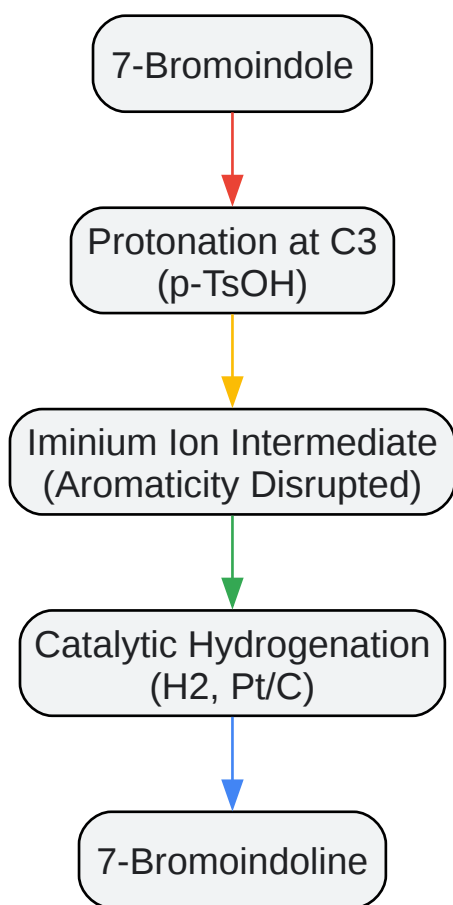 7-Bromoindole
Protonation at C3
(p-TsOH)
Iminium Ion Intermediate
(Aromaticity Disrupted)
Catalytic Hydrogenation
(H2, Pt/C)
7-Bromoindoline